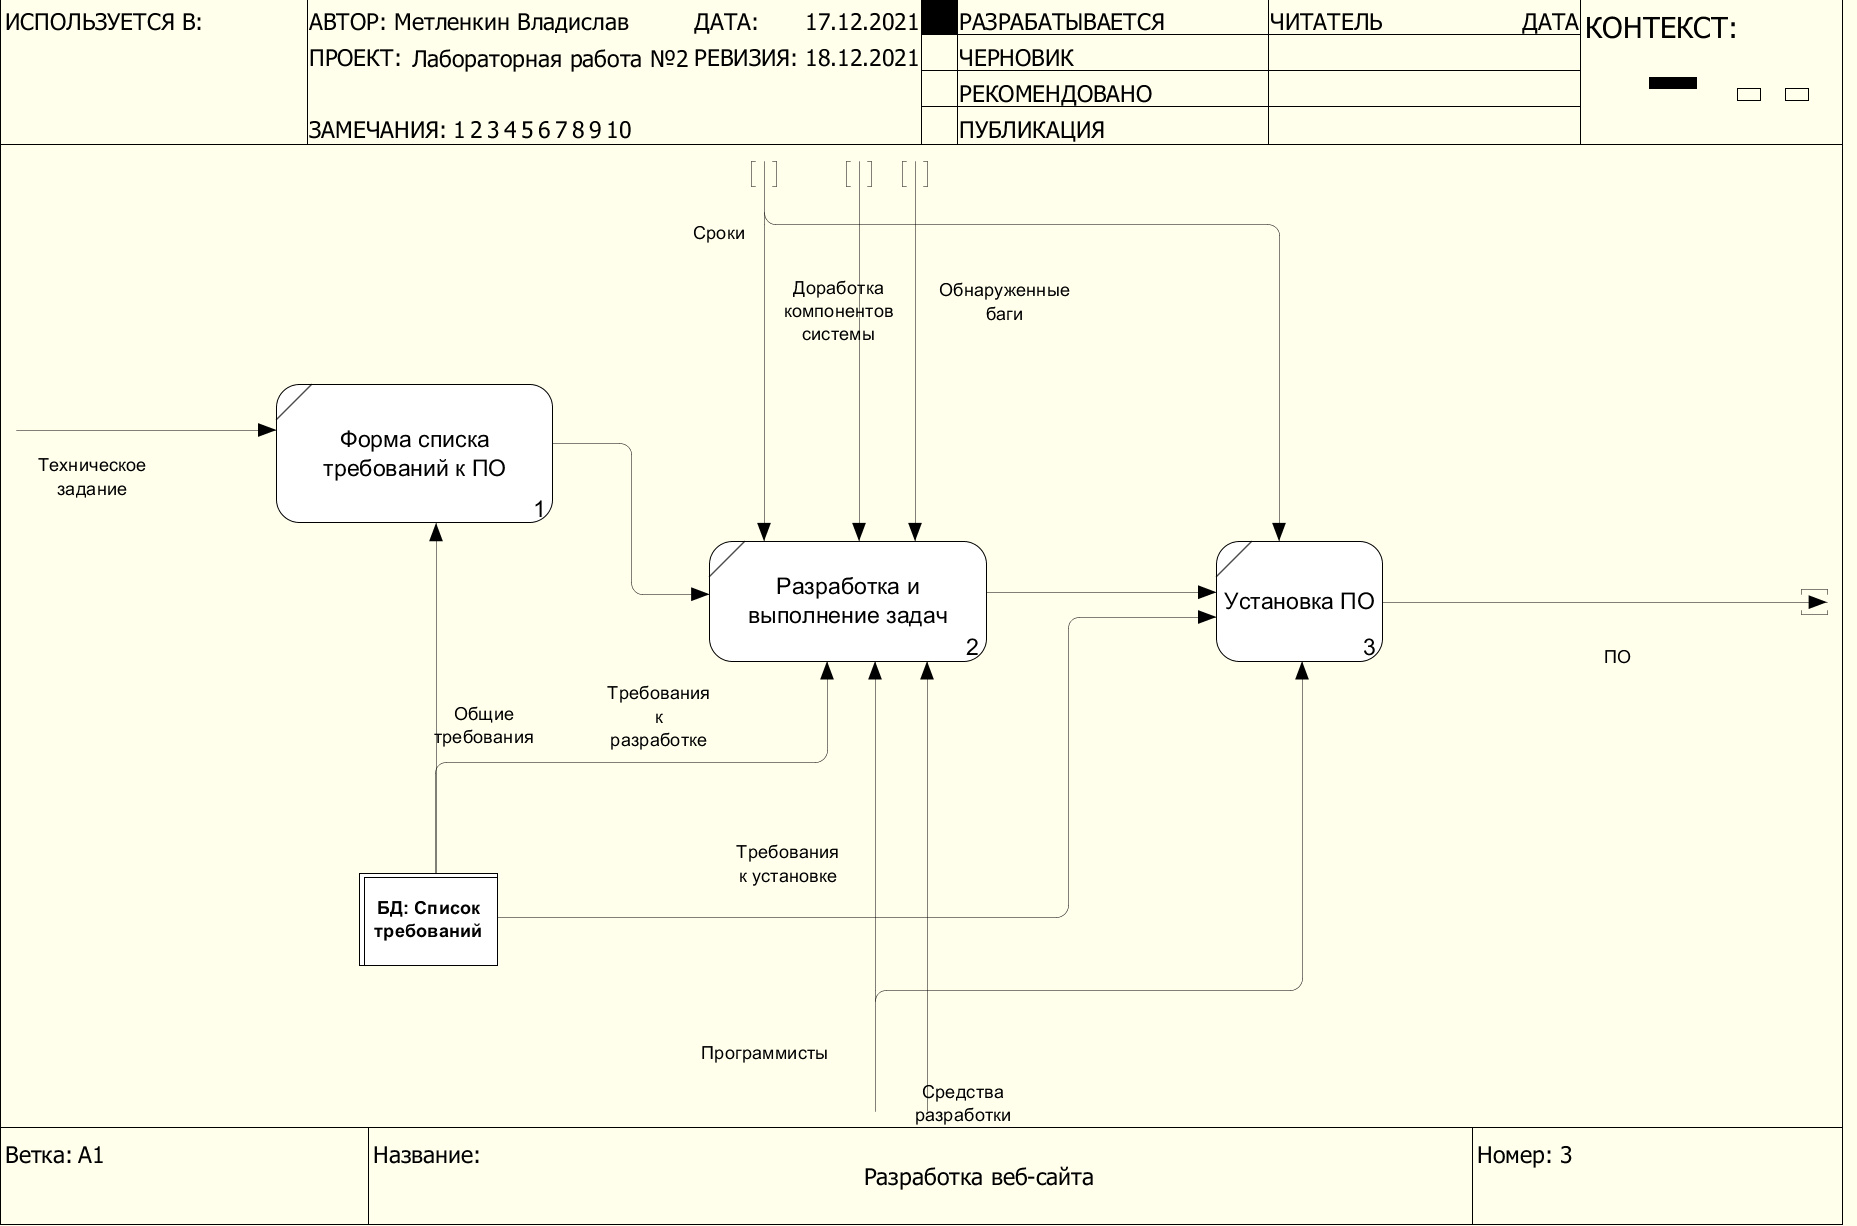 ИСПОЛЬЗУЕТСЯ В:
АВТОР: Метленкин Владислав
ДАТА: 17.12.2021
ПРОЕКТ: Лабораторная работа №2
РЕВИЗИЯ: 18.12.2021
ЗАМЕЧАНИЯ: 1 2 3 4 5 6 7 8 9 10
РАЗРАБАТЫВАЕТСЯ
ЧЕРНОВИК
РЕКОМЕНДОВАНО
ПУБЛИКАЦИЯ
ЧИТАТЕЛЬ
ДАТА
КОНТЕКСТ:
Сроки
Доработка
компонентов
системы
Обнаруженные
баги
Техническое
задание
Форма списка
требований к ПО
1
Разработка и
выполнение задач
2
Установка ПО
3
ПО
Общие
требования
Требования
к
разработке
Требования
к установке
БД: Список
требований
Программисты
Средства
разработки
Ветка: A1
Название:
Разработка веб-сайта
Номер: 3